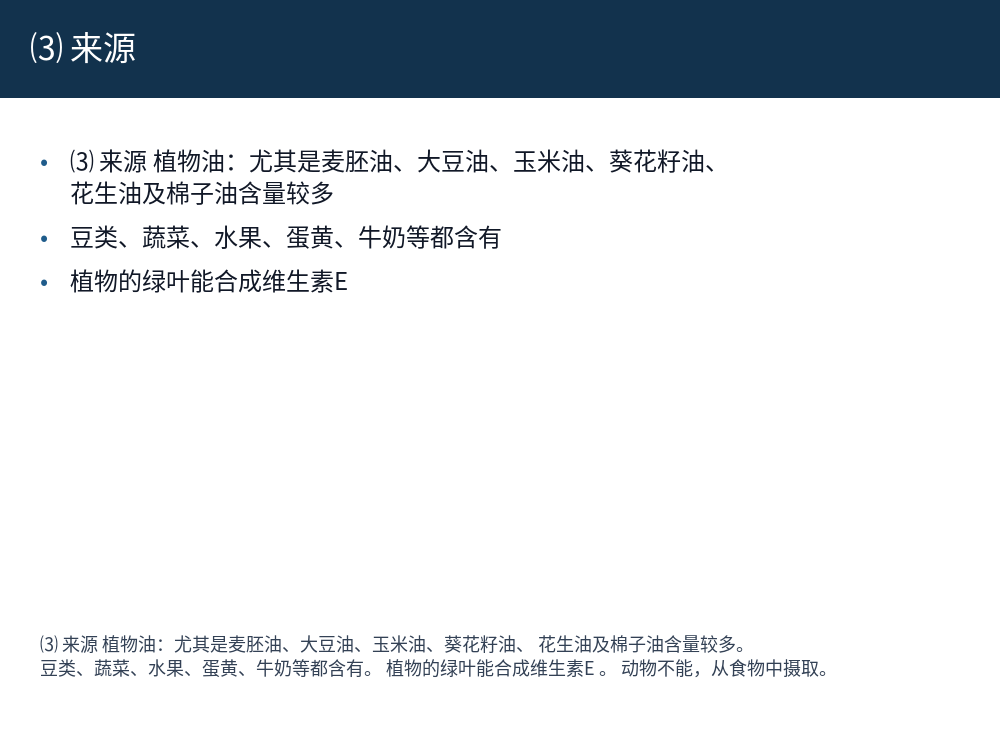 ⑶ 来源
• ⑶ 来源 植物油：尤其是麦胚油、大豆油、玉米油、葵花籽油、
花生油及棉子油含量较多
• 豆类、蔬菜、水果、蛋黄、牛奶等都含有
• 植物的绿叶能合成维生素E
⑶ 来源 植物油：尤其是麦胚油、大豆油、玉米油、葵花籽油、 花生油及棉子油含量较多。
豆类、蔬菜、水果、蛋黄、牛奶等都含有。 植物的绿叶能合成维生素E 。 动物不能，从食物中摄取。